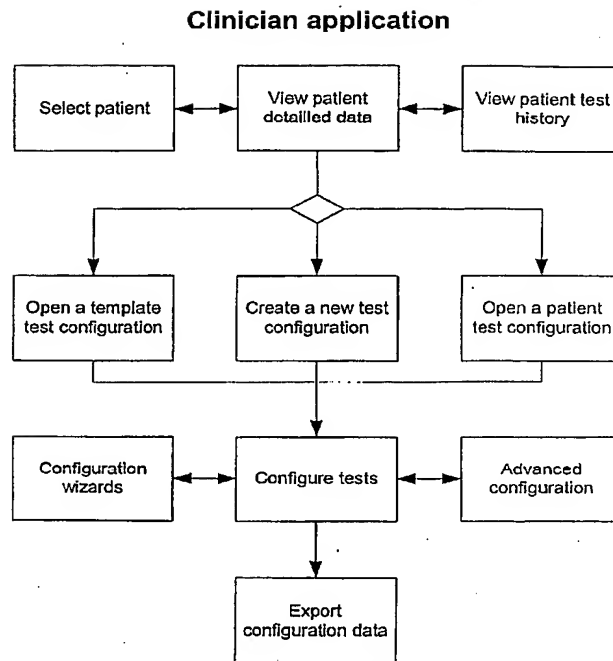 Clinician application
Select patient
View patient
detailled data
View patient test
history
Open a template
test configuration
Create a new test
configuration
Open a patient
test configuration
Configuration
wizards
Configure tests
Advanced
configuration
Export
configuration data